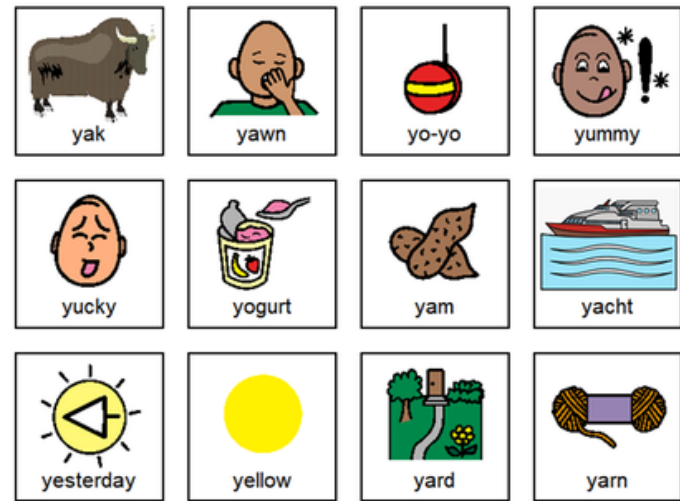 yak
yawn
yo-yo
yummy
yucky
yogurt
yam
yacht
yesterday
yellow
yard
yarn